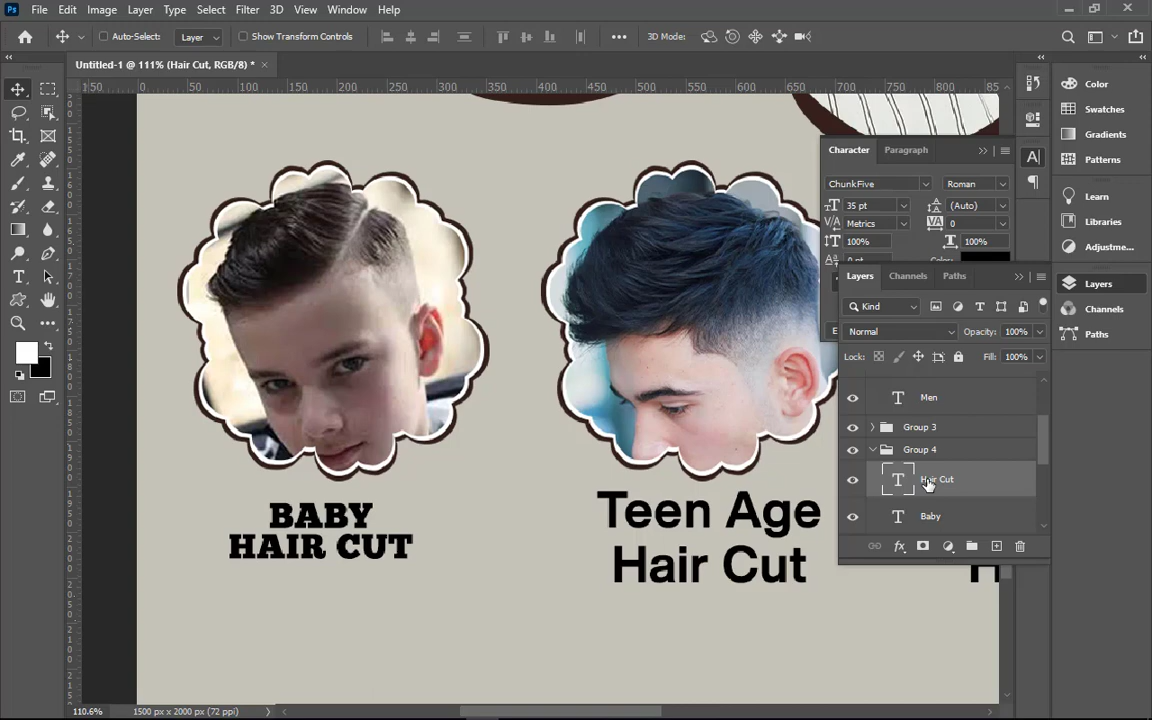 Ps File Edit Image Layer Type Select Filter 3D View Window Help
Auto-Select: Layer Show Transform Controls 3D Mode:
Untitled-1 @ 111% (Hair Cut, RGB/8) *
Color
Swatches
Gradients
Patterns
Learn
Libraries
Adjustme...
Layers
Channels
Paths
Character Paragraph
ChunkFive Roman
35 pt (Auto)
Metrics 0
100% 100%
0 pt Color:
Layers Channels Paths
Kind
Normal Opacity: 100%
Lock: Fill: 100%
Men
Group 3
Group 4
Hair Cut
Baby
BABY
HAIR CUT
Teen Age
Hair Cut
H
110.6% 1500 px x 2000 px (72 ppi)